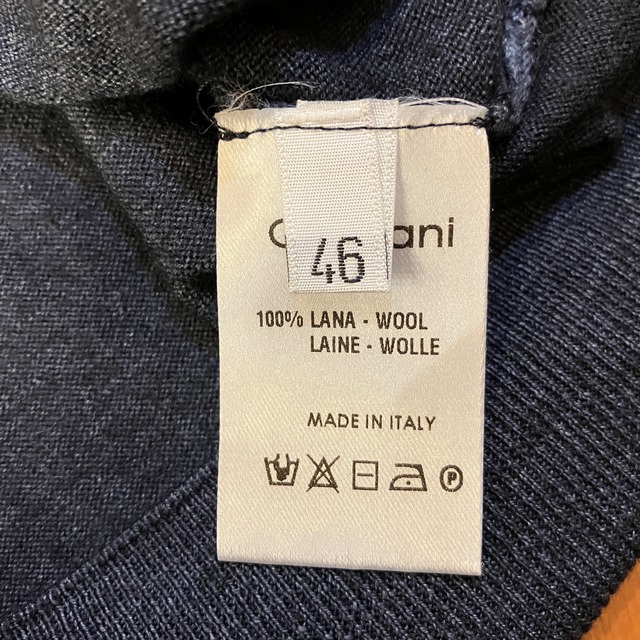 46
100% LANA - WOOL
LAINE - WOLLE
MADE IN ITALY
P